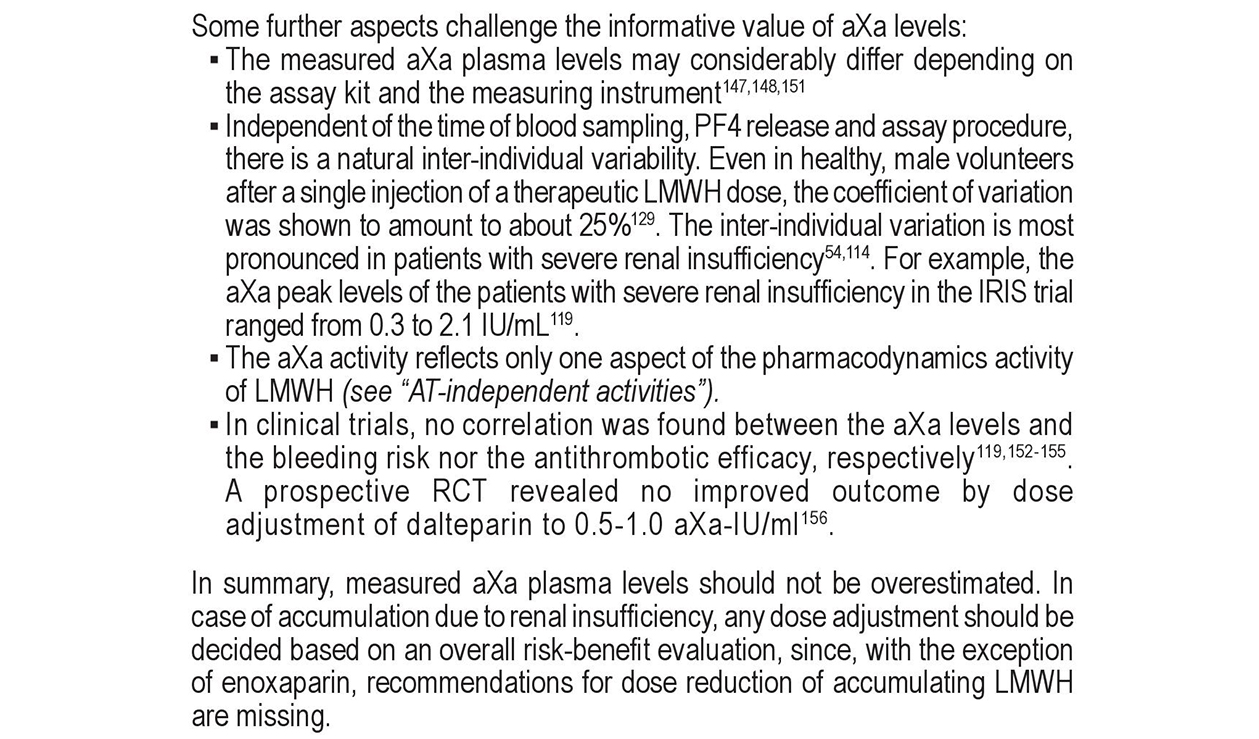 Some further aspects challenge the informative value of aXa levels:
▪ The measured aXa plasma levels may considerably differ depending on
the assay kit and the measuring instrument147,148,151
▪ Independent of the time of blood sampling, PF4 release and assay procedure,
there is a natural inter-individual variability. Even in healthy, male volunteers
after a single injection of a therapeutic LMWH dose, the coefficient of variation
was shown to amount to about 25%129. The inter-individual variation is most
pronounced in patients with severe renal insufficiency54,114. For example, the
aXa peak levels of the patients with severe renal insufficiency in the IRIS trial
ranged from 0.3 to 2.1 IU/mL119.
▪ The aXa activity reflects only one aspect of the pharmacodynamics activity
of LMWH (see “AT-independent activities”).
▪ In clinical trials, no correlation was found between the aXa levels and
the bleeding risk nor the antithrombotic efficacy, respectively119,152-155.
A prospective RCT revealed no improved outcome by dose
adjustment of dalteparin to 0.5-1.0 aXa-IU/ml156.
In summary, measured aXa plasma levels should not be overestimated. In
case of accumulation due to renal insufficiency, any dose adjustment should be
decided based on an overall risk-benefit evaluation, since, with the exception
of enoxaparin, recommendations for dose reduction of accumulating LMWH
are missing.